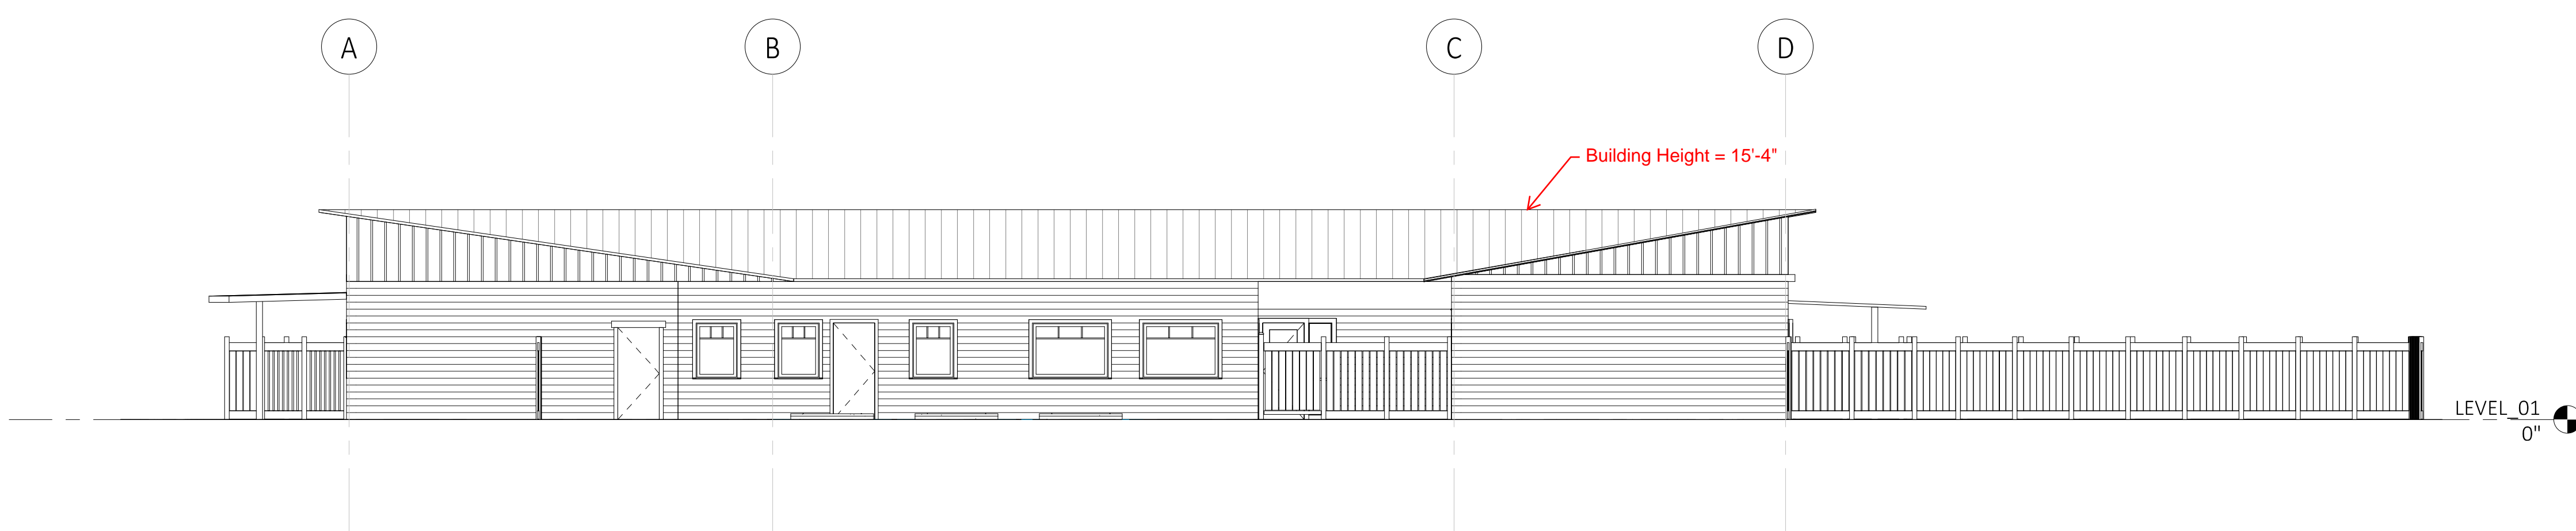 A
B
C
D
Building Height = 15'-4"
LEVEL_01
0"